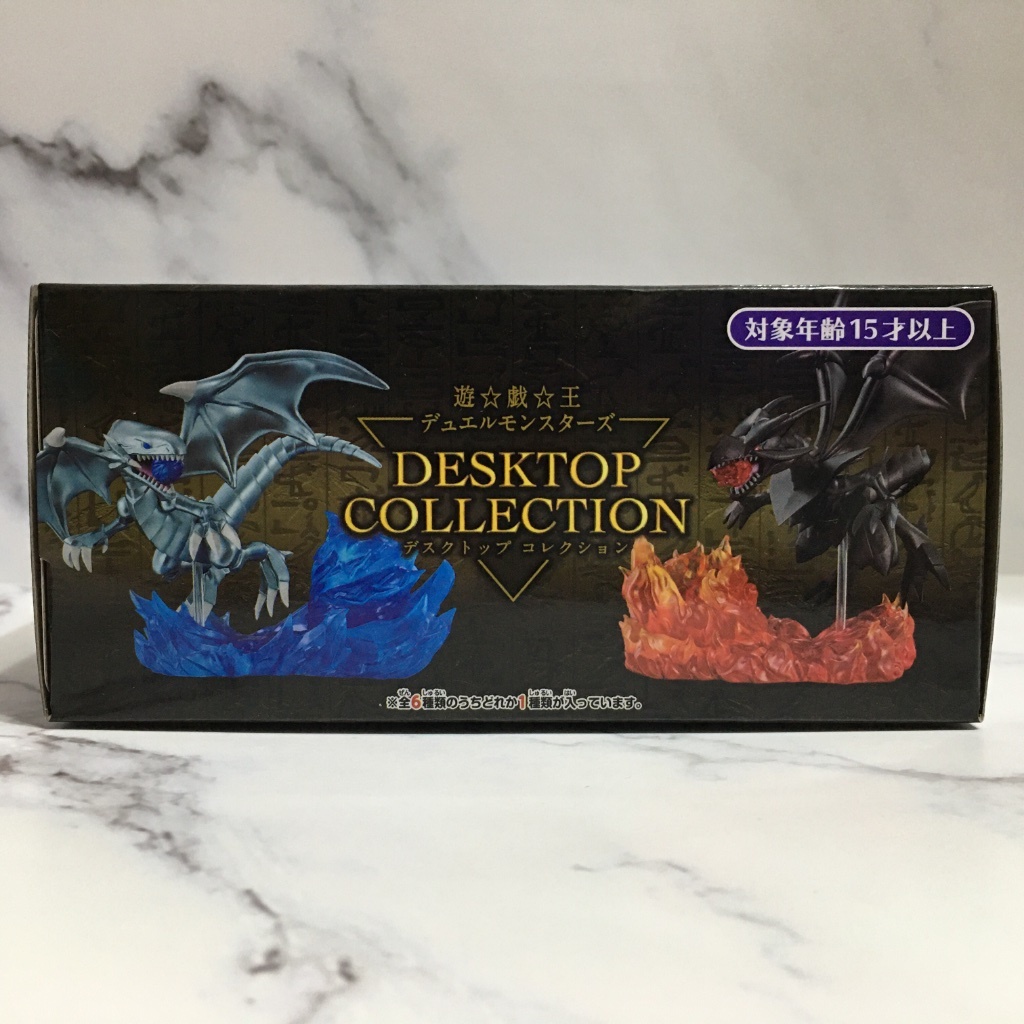 対象年齢15才以上
遊☆戯☆王
デュエルモンスターズ
DESKTOP
COLLECTION
デスクトップ コレクション
※全6種類のうちどれか1種類が入っています。